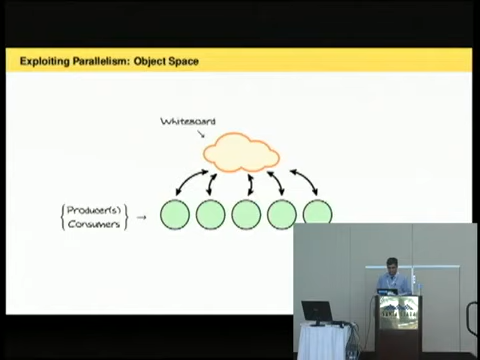 Exploiting Parallelism: Object Space
Whiteboard
Producer(s)
Consumers